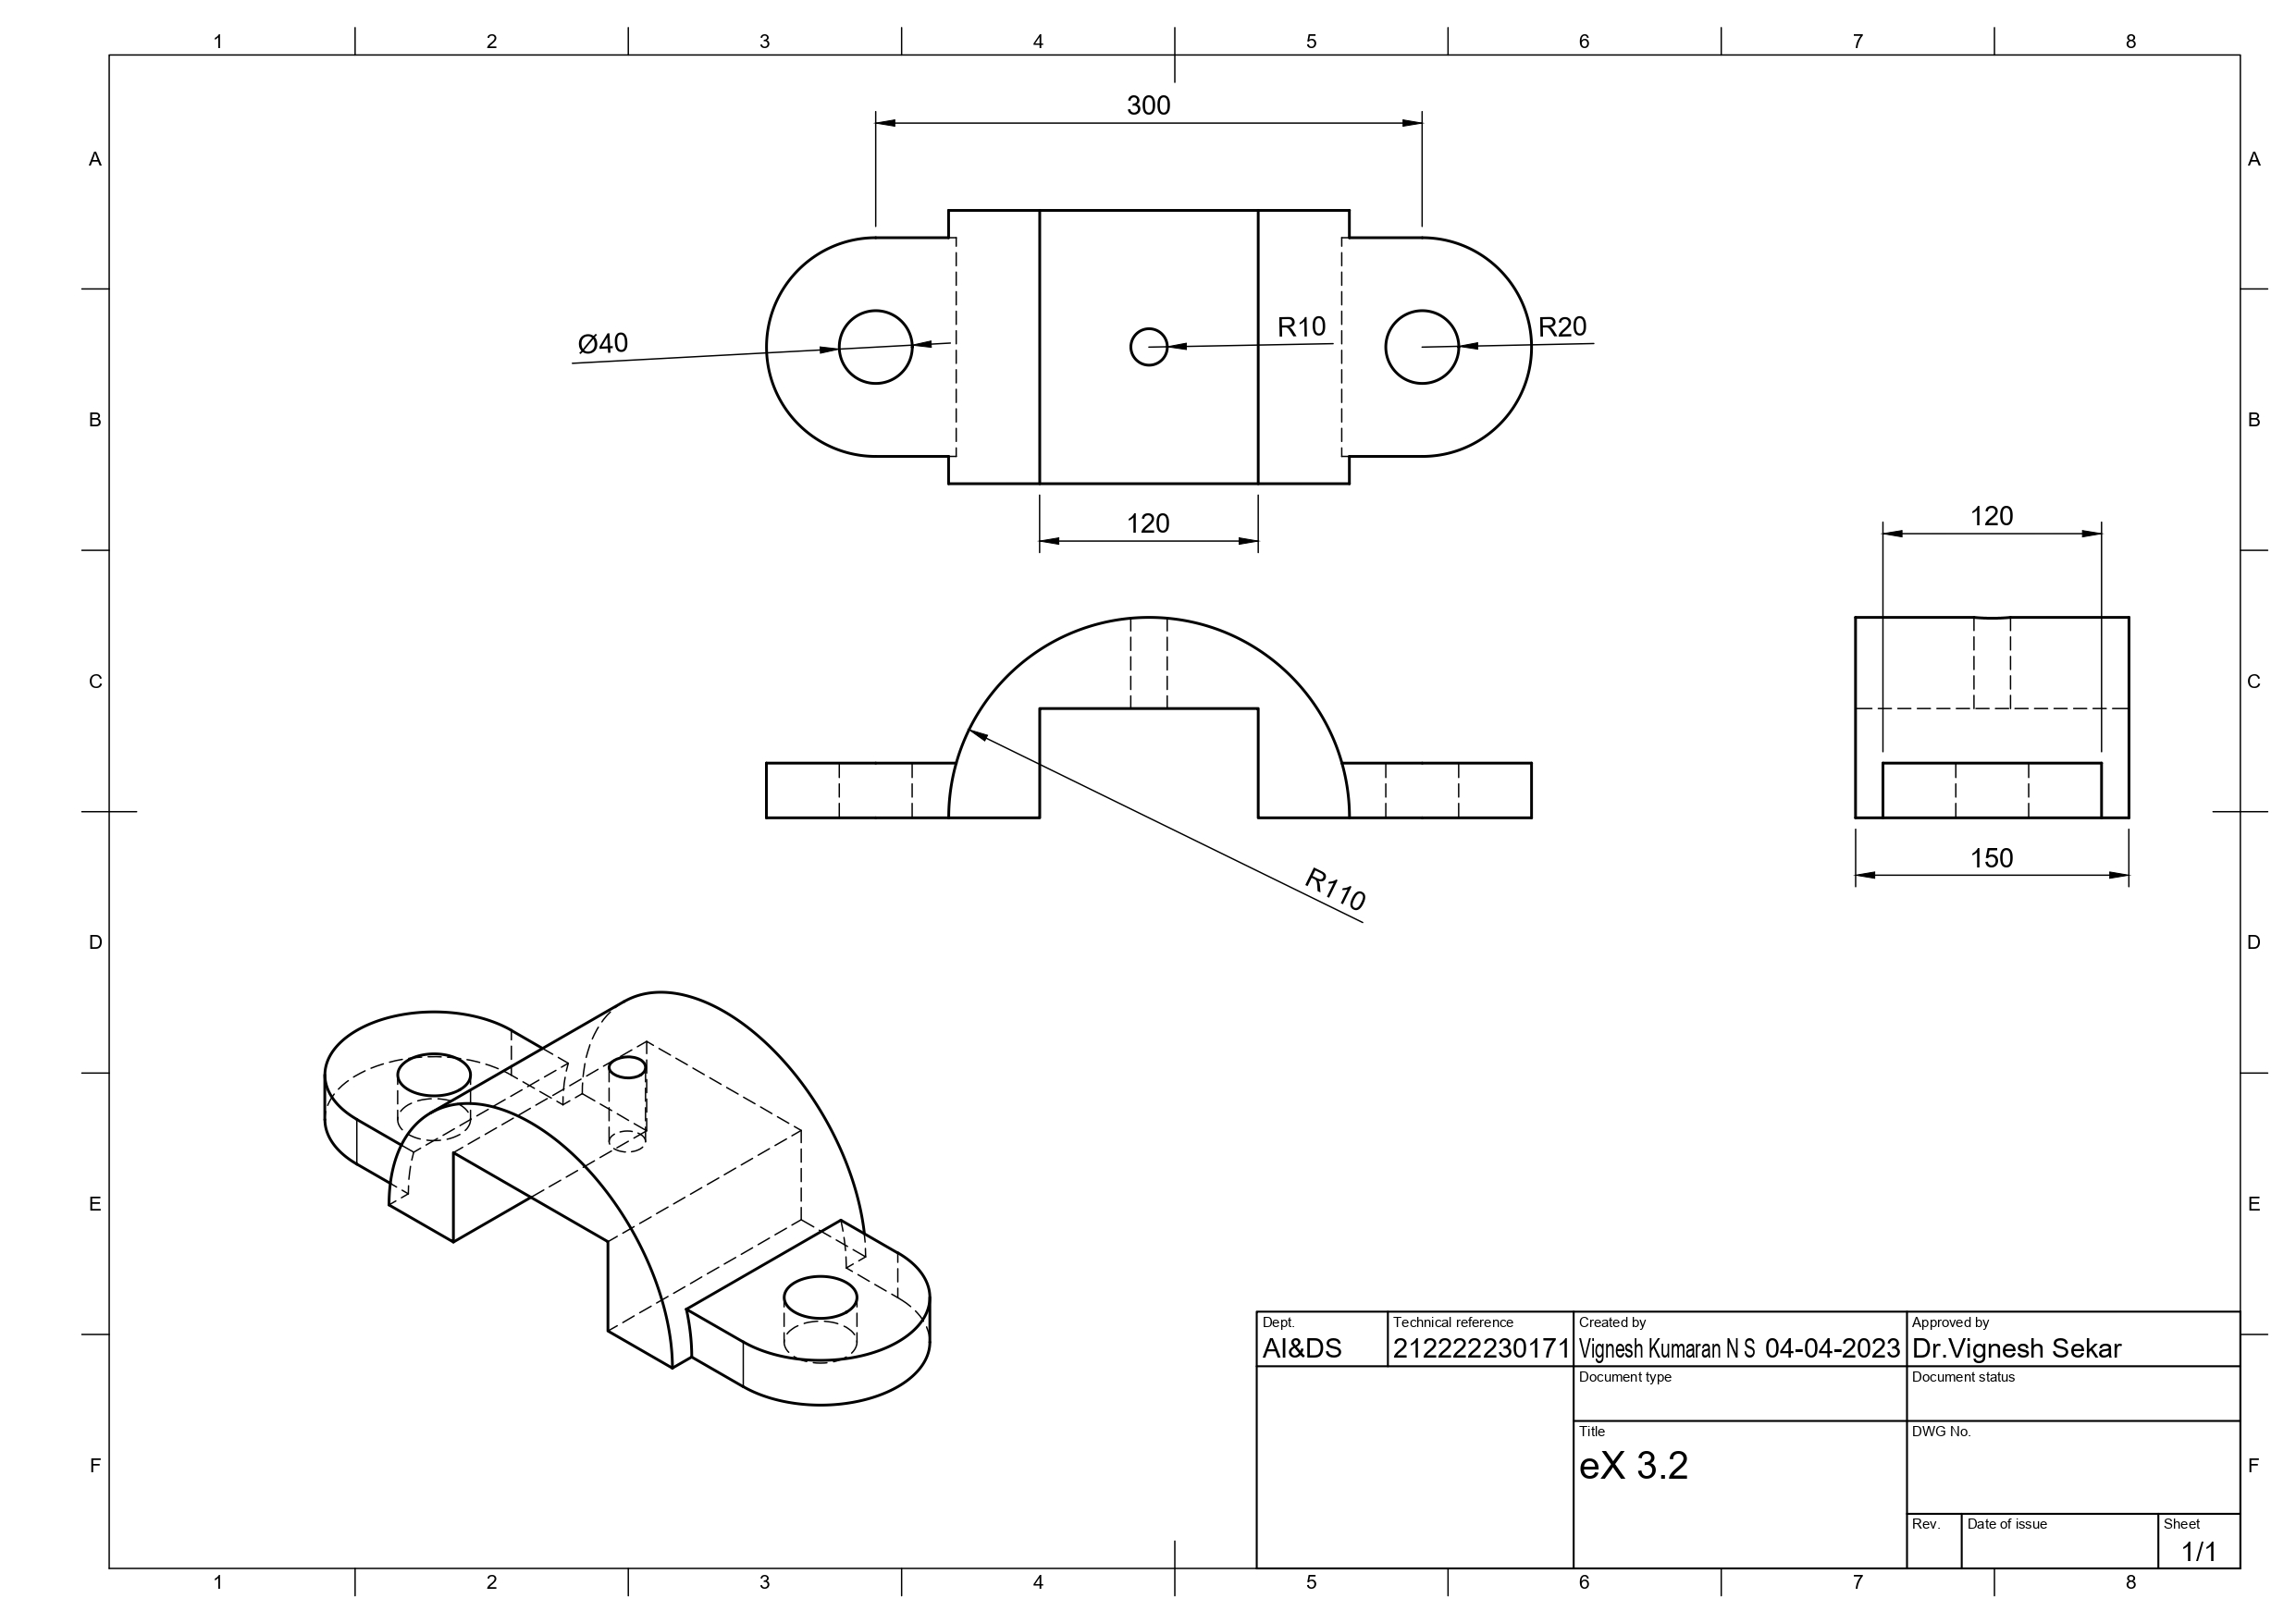 1 2 3 4 5 6 7 8
300
A A
120
R10
R20
Ø40
B B
120
120
C C
R110
150
D D
E E
Dept.
AI&DS
Technical reference
212222230171
Created by
Vignesh Kumaran N S 04-04-2023
Approved by
Dr.Vignesh Sekar
Document type
Document status
Title
eX 3.2
DWG No.
F F
Rev.
Date of issue
Sheet
1/1
1 2 3 4 5 6 7 8